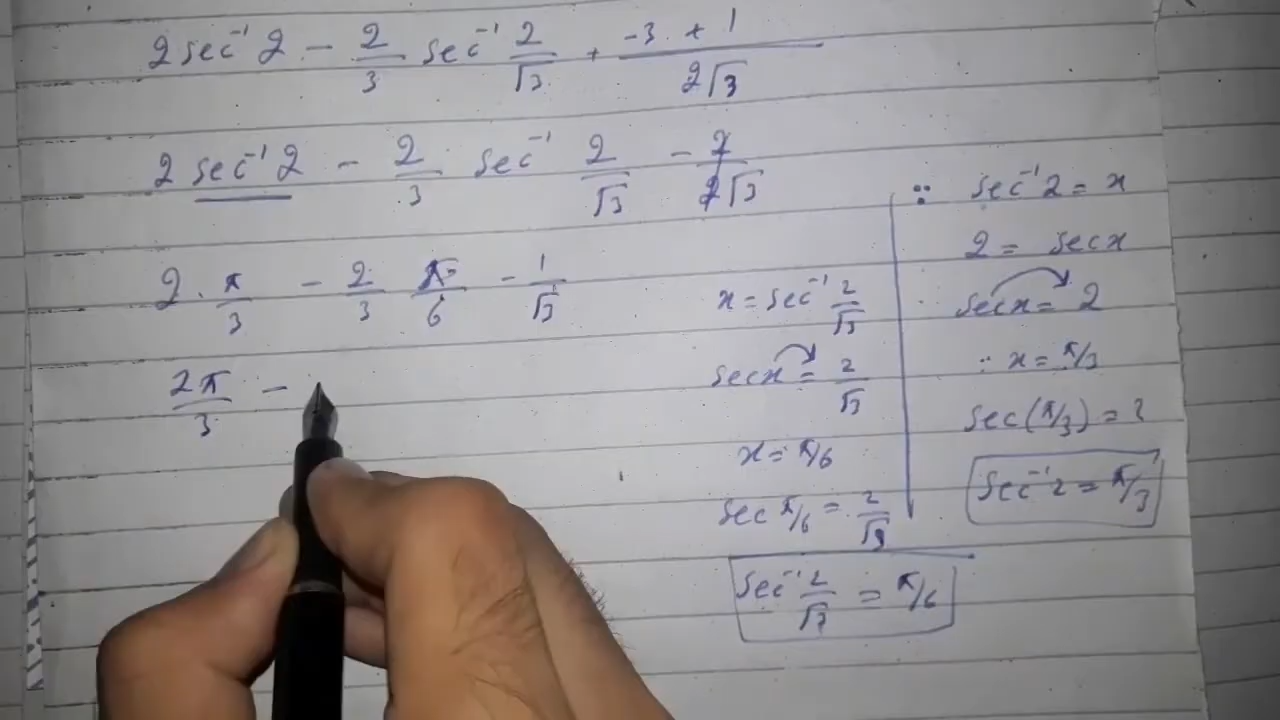 2 sec⁻¹ 2 − 2/3 sec⁻¹ 2/√3 + (-3 + 1)/2√3
2 sec⁻¹ 2 − 2/3 sec⁻¹ 2/√3 − 2/2√3
2 . π/3 − 2/3 π/6 − 1/√3
2π/3 −
x = sec⁻¹ 2/√3
secx = 2/√3
x = π/6
sec π/6 = 2/√3
sec⁻¹ 2/√3 = π/6
∵ sec⁻¹ 2 = x
2 = secx
secx = 2
∴ x = π/3
sec(π/3) = 2
sec⁻¹ 2 = π/3